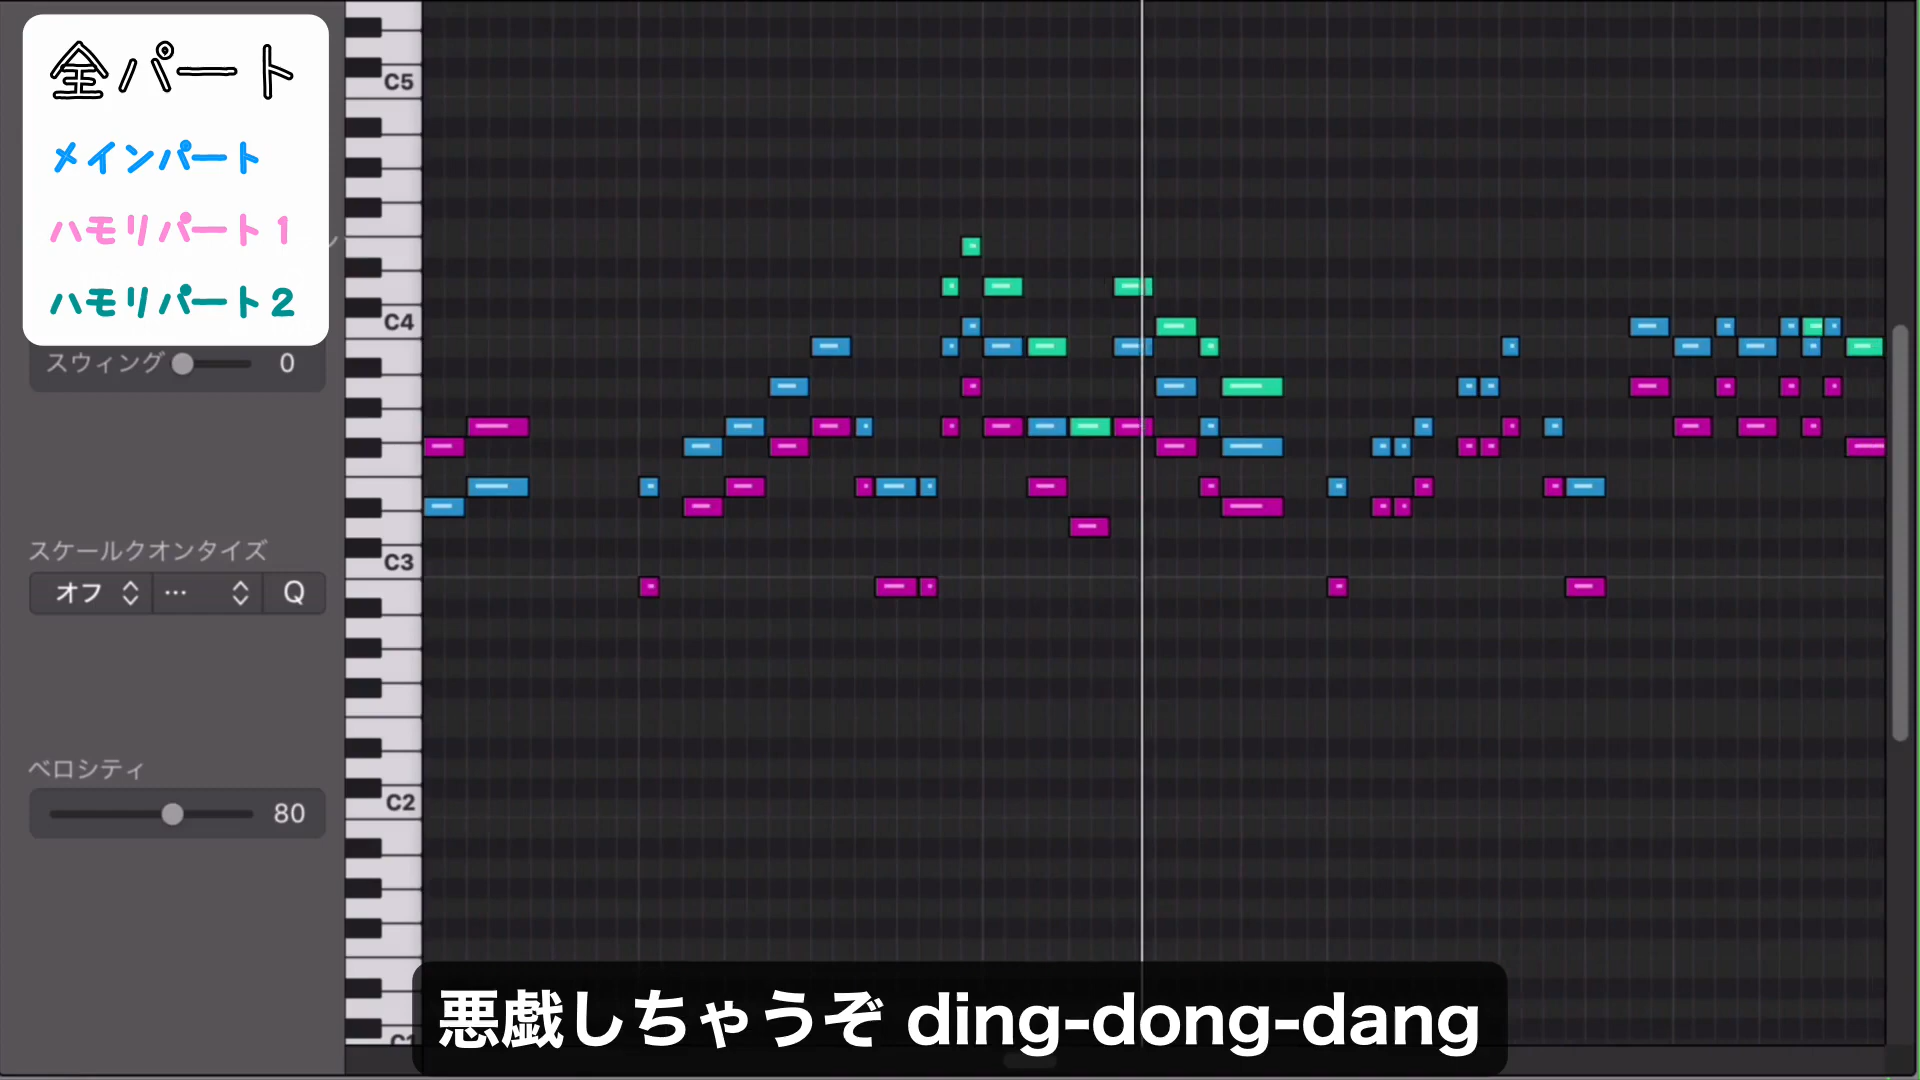 全パート
メインパート
ハモリパート1
ハモリパート2
スウィング 0
スケールクオンタイズ
オフ ... Q
ベロシティ
80
C5
C4
C3
C2
悪戯しちゃうぞ ding-dong-dang